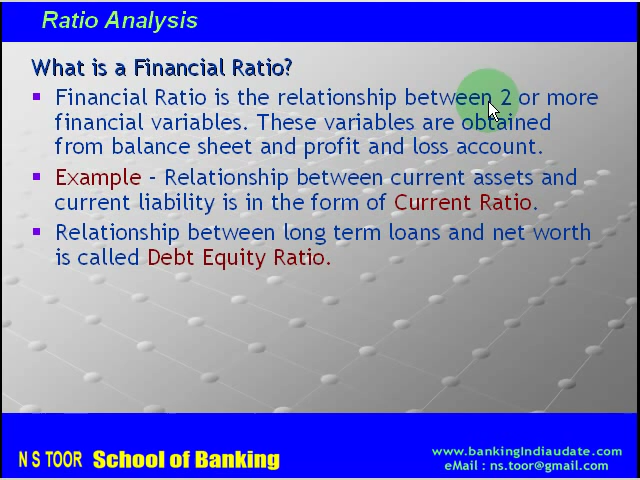 Ratio Analysis
What is a Financial Ratio?
Financial Ratio is the relationship between 2 or more
financial variables. These variables are obtained
from balance sheet and profit and loss account.
Example - Relationship between current assets and
current liability is in the form of Current Ratio.
Relationship between long term loans and net worth
is called Debt Equity Ratio.
N S TOOR School of Banking
www.bankingindiaudate.com
eMail : ns.toor@gmail.com